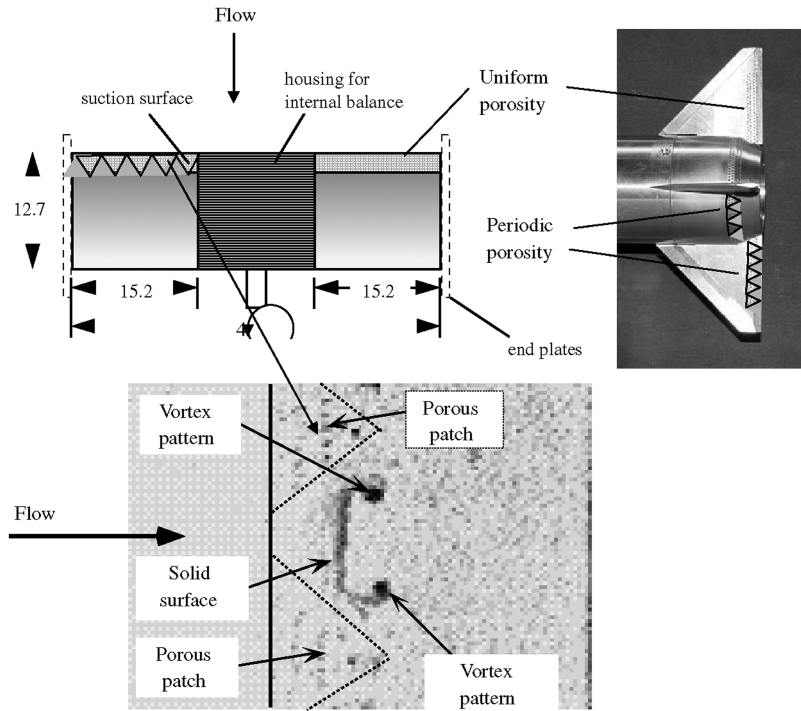 Flow
suction surface
housing for
internal balance
Uniform
porosity
12.7
Periodic
porosity
15.2
15.2
end plates
Vortex
pattern
Porous
patch
Flow
Solid
surface
Porous
patch
Vortex
pattern